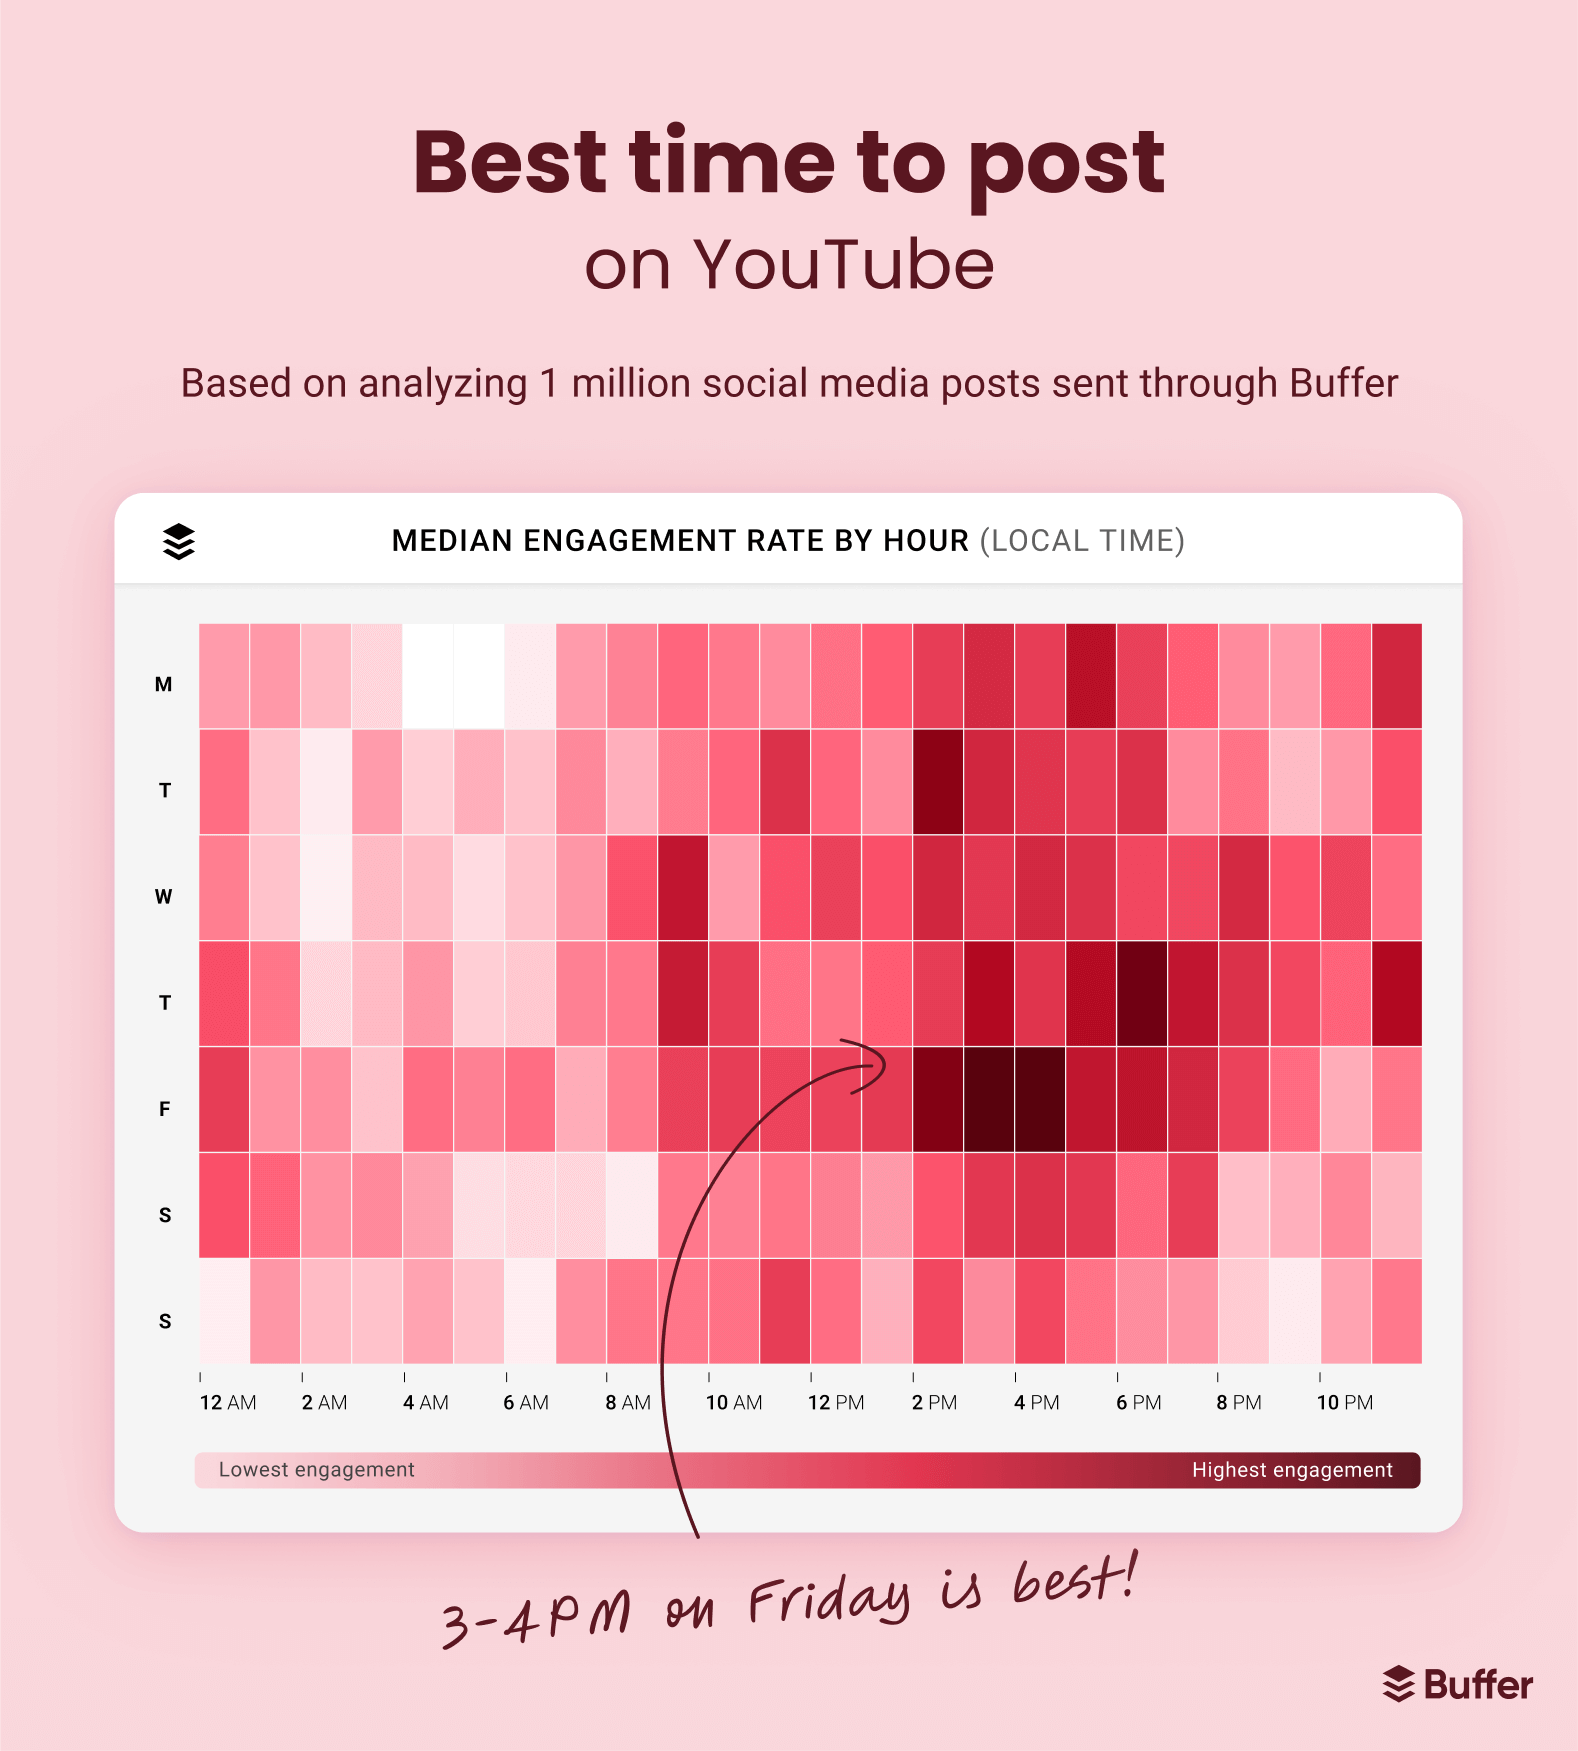 Best time to post
on YouTube
Based on analyzing 1 million social media posts sent through Buffer
MEDIAN ENGAGEMENT RATE BY HOUR (LOCAL TIME)
M
T
W
T
F
S
S
12 AM 2 AM 4 AM 6 AM 8 AM 10 AM 12 PM 2 PM 4 PM 6 PM 8 PM 10 PM
Lowest engagement Highest engagement
3-4PM on Friday is best!
Buffer